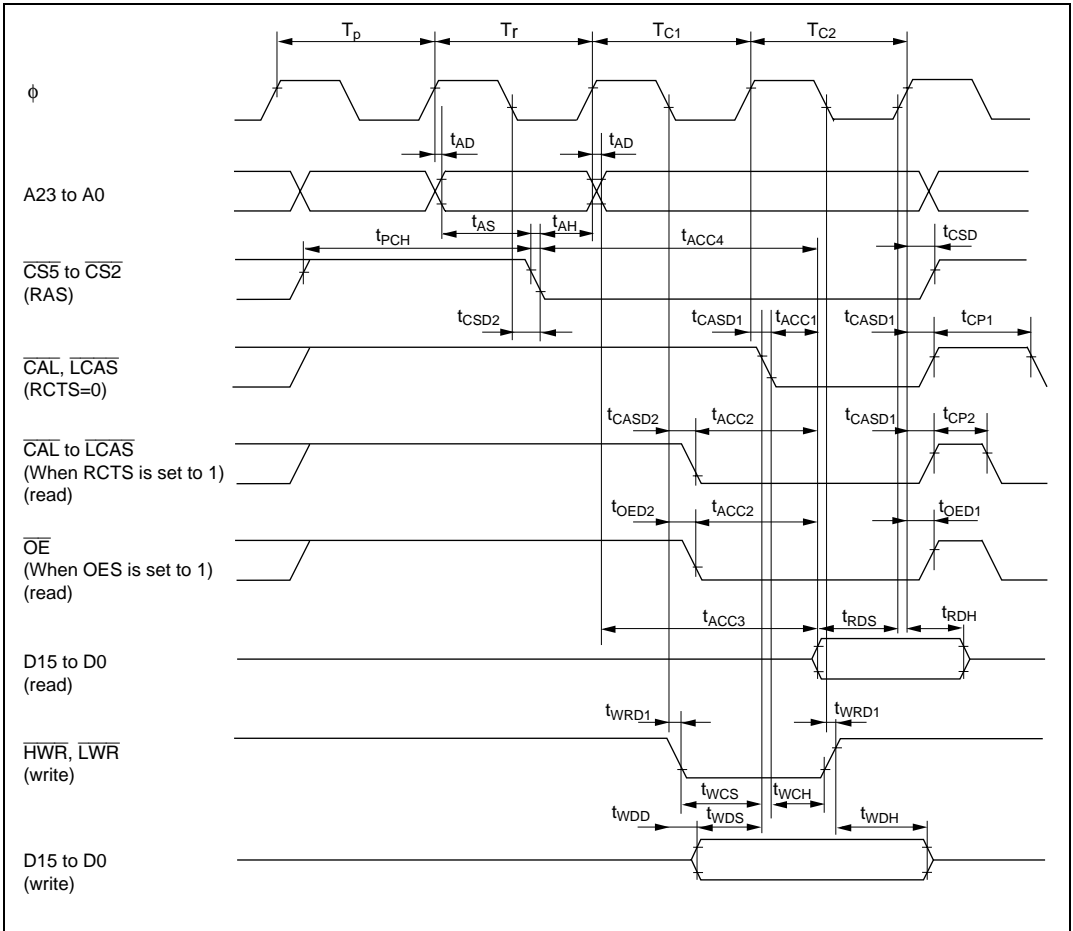 Tp Tr TC1 TC2
ϕ
tAD tAD
A23 to A0
tAS tAH
tPCH tACC4 tCSD
CS5 to CS2
(RAS)
tCSD2 tCASD1 tACC1 tCASD1 tCP1
CAL, LCAS
(RCTS=0)
tCASD2 tACC2 tCASD1 tCP2
CAL to LCAS
(When RCTS is set to 1)
(read)
tOED2 tACC2 tOED1
OE
(When OES is set to 1)
(read)
tACC3 tRDS tRDH
D15 to D0
(read)
tWRD1 tWRD1
HWR, LWR
(write)
tWCS tWCH
tWDD tWDS tWDH
D15 to D0
(write)